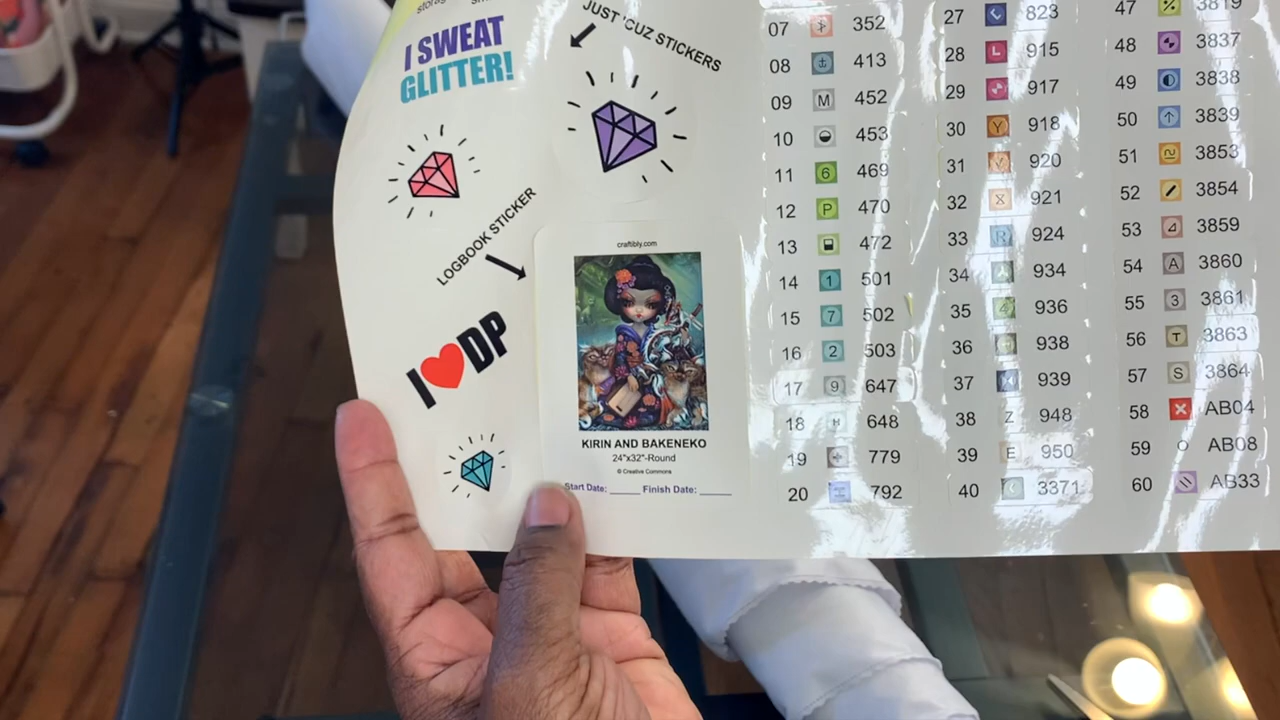 storag
I SWEAT
GLITTER!
JUST 'CUZ STICKERS
LOGBOOK STICKER
I DP
craftibly.com
KIRIN AND BAKENEKO
24"x32"-Round
© Creative Commons
Start Date: _____ Finish Date: _____
07 352
08 413
09 M 452
10 453
11 6 469
12 P 470
13 472
14 1 501
15 7 502
16 2 503
17 9 647
18 H 648
19 779
20 792
27 823
28 L 915
29 917
30 Y 918
31 920
32 X 921
33 R 924
34 934
35 936
36 938
37 939
38 Z 948
39 E 950
40 3371
47 % 3819
48 3837
49 3838
50 ↑ 3839
51 3853
52 3854
53 3859
54 A 3860
55 3 3861
56 T 3863
57 S 3864
58 AB04
59 O AB08
60 AB33